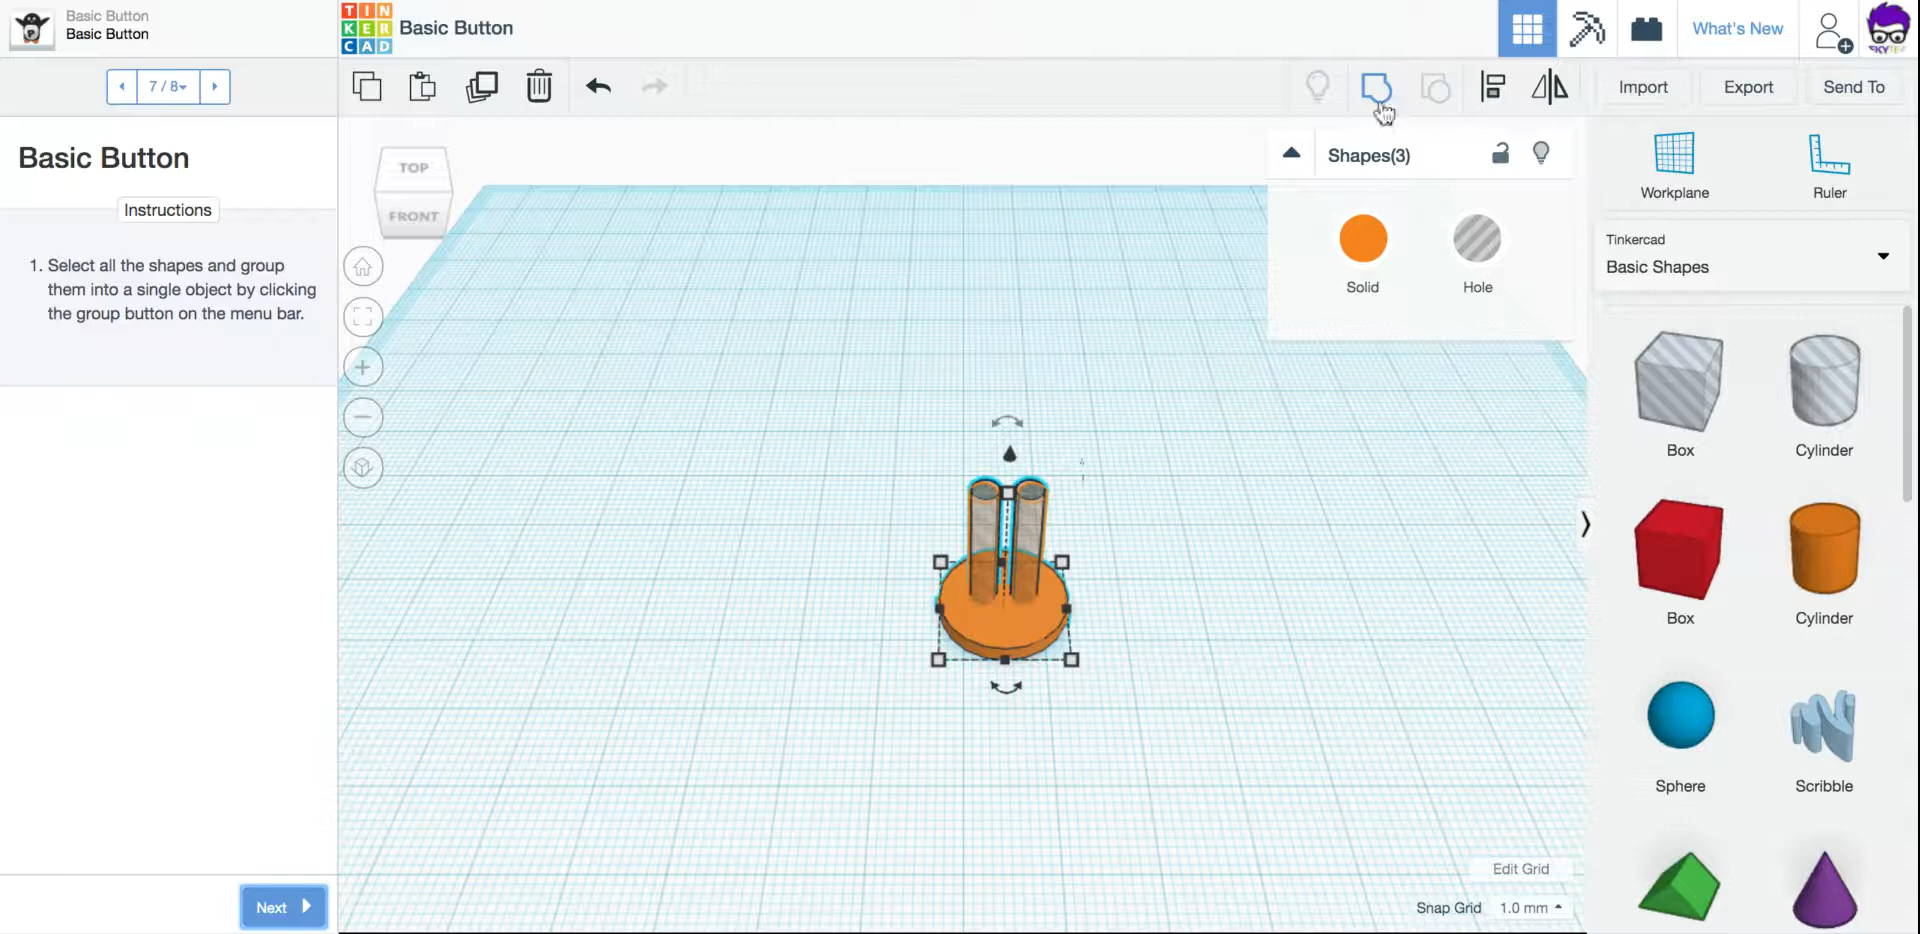 Basic Button
Basic Button
TIN
KER
CAD
Basic Button
What's New
7 / 8
Import
Export
Send To
Basic Button
Instructions
1. Select all the shapes and group
them into a single object by clicking
the group button on the menu bar.
TOP
FRONT
Shapes(3)
Solid
Hole
Workplane
Ruler
Tinkercad
Basic Shapes
Box
Cylinder
Box
Cylinder
Sphere
Scribble
Edit Grid
Snap Grid 1.0 mm
Next